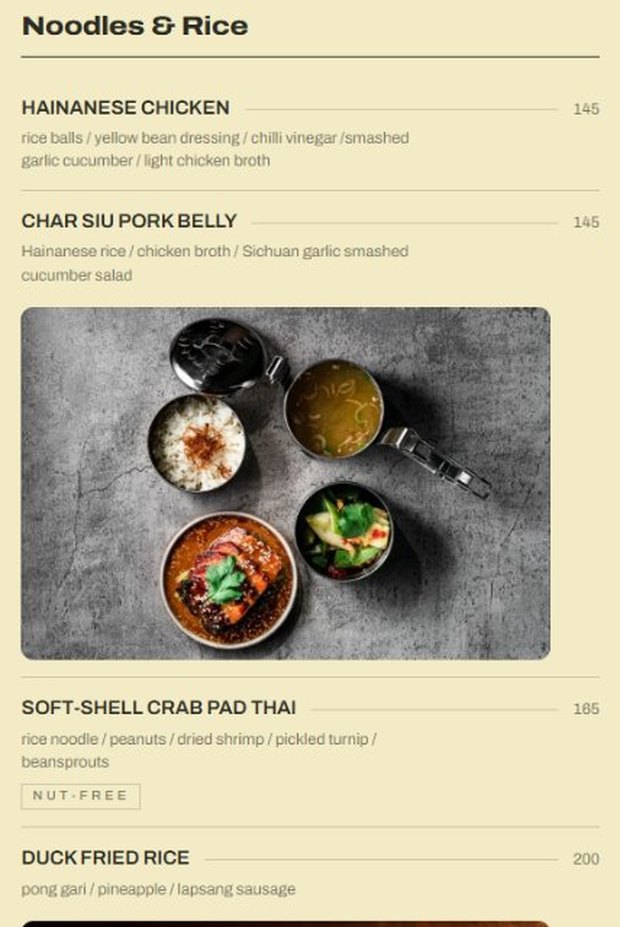 Noodles & Rice
HAINANESE CHICKEN 145
rice balls / yellow bean dressing / chilli vinegar /smashed
garlic cucumber / light chicken broth
CHAR SIU PORK BELLY 145
Hainanese rice / chicken broth / Sichuan garlic smashed
cucumber salad
SOFT-SHELL CRAB PAD THAI 165
rice noodle / peanuts / dried shrimp / pickled turnip /
beansprouts
NUT-FREE
DUCK FRIED RICE 200
pong gari / pineapple / lapsang sausage